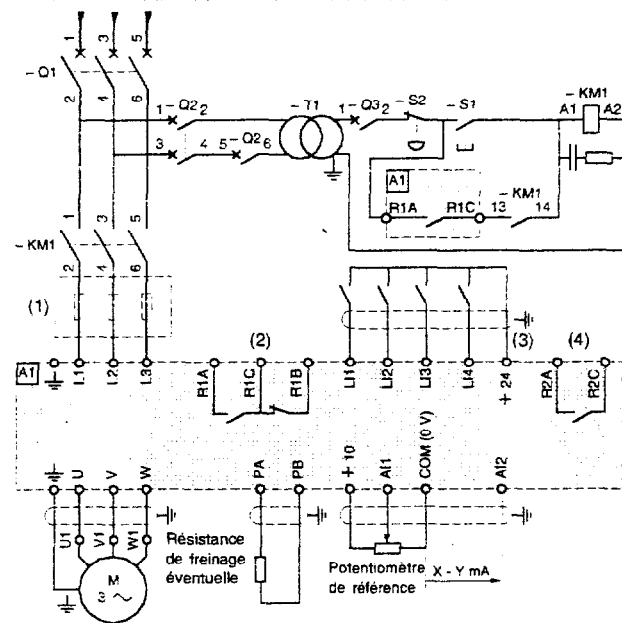 1 3 5
– Q1
2 4 6
1 – Q2 2
– T1
1 – Q3 2
– S2
– S1
– KM1
A1 A2
3 4 5 – Q2 6
A1
R1A R1C
– KM1
13 14
1 3 5
– KM1
2 4 6
(1)
(2)
(3)
(4)
A1
L1
L2
L3
R1A
R1C
R1B
LI1
LI2
LI3
LI4
+ 24
R2A
R2C
U
V
W
PA
PB
+ 10
AI1
COM (0 V)
AI2
U1
V1
W1
M
3 ~
Résistance
de freinage
éventuelle
Potentiomètre
de référence
X - Y mA